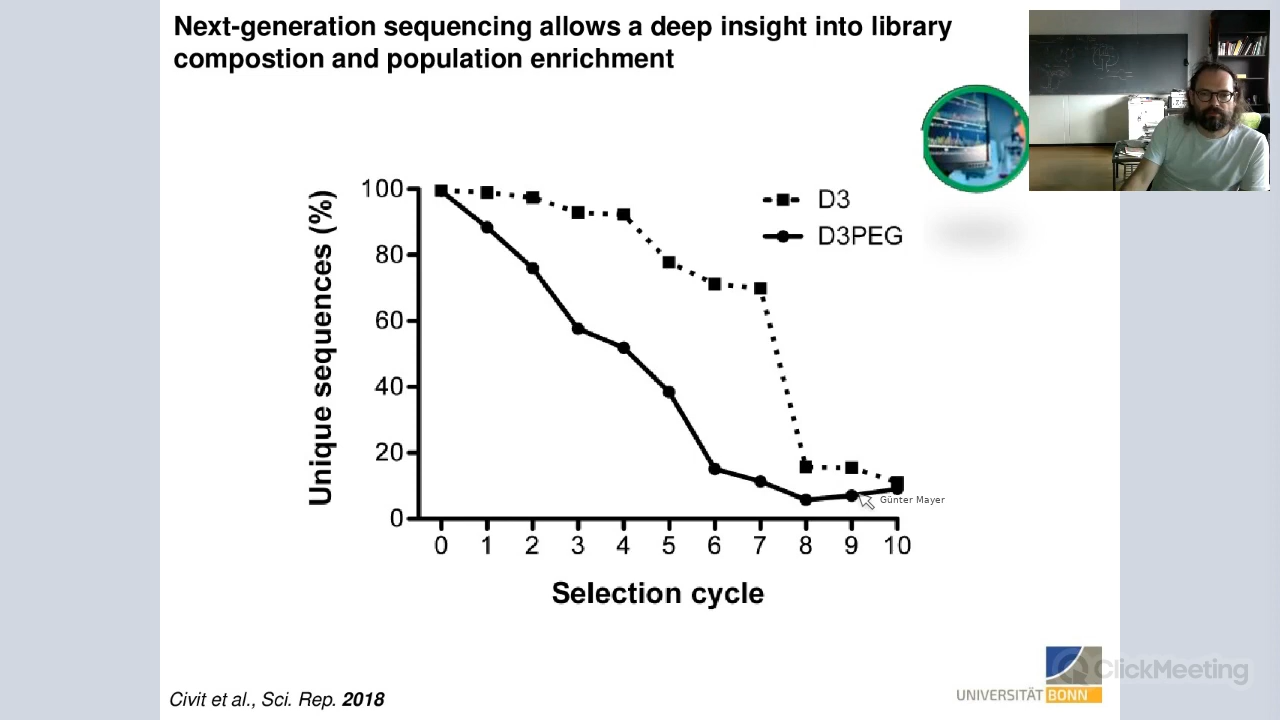 Next-generation sequencing allows a deep insight into library
compostion and population enrichment
D3
D3PEG
Unique sequences (%)
100
80
60
40
20
0
0 1 2 3 4 5 6 7 8 9 10
Selection cycle
Günter Mayer
Civit et al., Sci. Rep. 2018
UNIVERSITÄT BONN
ClickMeeting